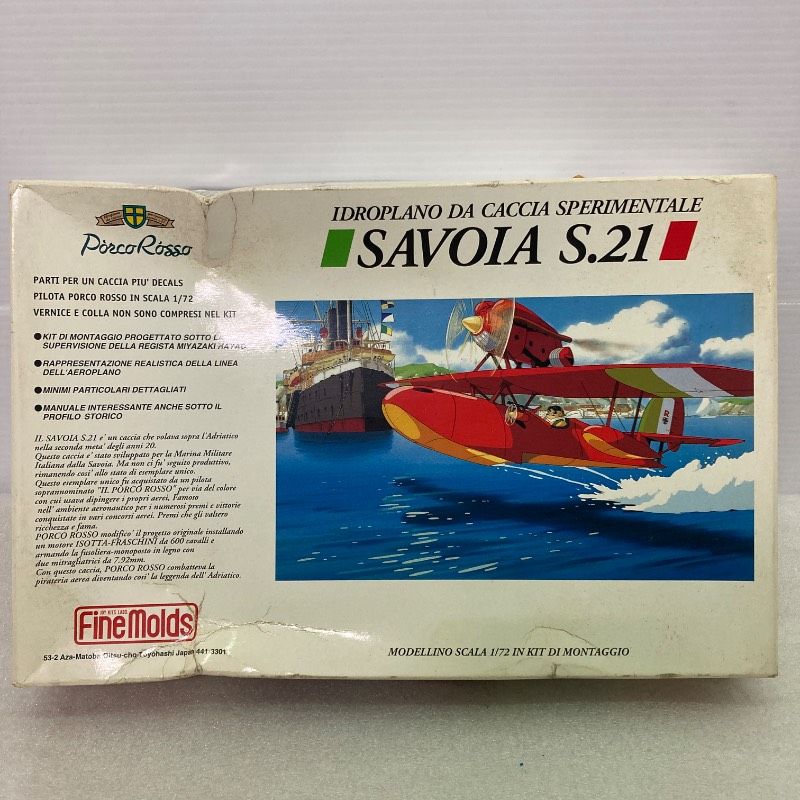 Pòrco Rósso
IDROPLANO DA CACCIA SPERIMENTALE
SAVOIA S.21
PARTI PER UN CACCIA PIU' DECALS
PILOTA PORCO ROSSO IN SCALA 1/72
VERNICE E COLLA NON SONO COMPRESI NEL KIT
●KIT DI MONTAGGIO PROGETTATO SOTTO LA
SUPERVISIONE DELLA REGISTA MIYAZAKI HAYAO
●RAPPRESENTAZIONE REALISTICA DELLA LINEA
DELL'AEROPLANO
●MINIMI PARTICOLARI DETTAGLIATI
●MANUALE INTERESSANTE ANCHE SOTTO IL
PROFILO STORICO
IL SAVOIA S.21 e' un caccia che volava sopra l'Adriatico
nella seconda meta' degli anni 20.
Questo caccia e' stato sviluppato per la Marina Militare
Italiana dalla Savoia. Ma non ci fu' seguito produttivo,
rimanendo cosi' allo stato di esemplare unico.
Questo esemplare unico fu acquistato da un pilota
soprannominato "IL PORCO ROSSO" per via del colore
con cui usava dipingere i propri aerei, Famoso
nell' ambiente aeronautico per i numerosi premi e vittorie
conquistate in vari concorsi aerei. Premi che gli valsero
ricchezza e fama.
PORCO ROSSO modifico' il progetto originale installando
un motore ISOTTA-FRASCHINI da 600 cavalli e
armando la fusoliera-monoposto in legno con
due mitragliatrici da 7.92mm.
Con questo caccia, PORCO ROSSO combatteva la
pirateria aerea diventando cosi' la leggenda dell' Adriatico.
R
JOY KITS LABO
FineMolds
53-2 Aza-Matoba Oitsu-cho Toyohashi Japan 441-3301
MODELLINO SCALA 1/72 IN KIT DI MONTAGGIO